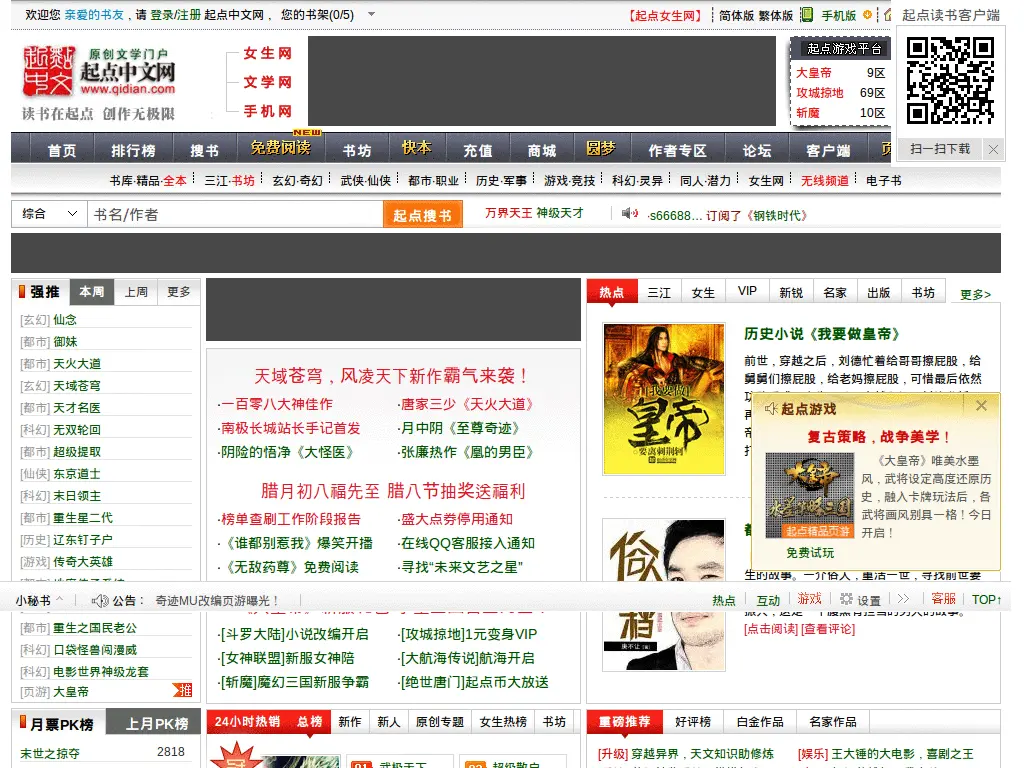 欢迎您 亲爱的书友，请 登录/注册 起点中文网， 您的书架(0/5)
【起点女生网】 简体版 繁体版 手机版
起点读书客户端
新点中文
原创文学门户
起点中文网
www.qidian.com
读书在起点 创作无极限
女生网
文学网
手机网
起点游戏平台
大皇帝 9区
攻城掠地 69区
斩魔 10区
扫一扫下载
首页 排行榜 搜书 免费阅读 NEW 书坊 快本 充值 商城 圆梦 作者专区 论坛 客户端
书库·精品·全本 三江·书坊 玄幻·奇幻 武侠·仙侠 都市·职业 历史·军事 游戏·竞技 科幻·灵异 同人·潜力 女生网 无线频道 电子书
综合 书名/作者 起点搜书 万界天王 神级天才 ·s66688… 订阅了《钢铁时代》
强推 本周 上周 更多
[玄幻] 仙念
[都市] 御妹
[都市] 天火大道
[玄幻] 天域苍穹
[都市] 天才名医
[科幻] 无双轮回
[都市] 超级提取
[仙侠] 东京道士
[科幻] 末日领主
[都市] 重生星二代
[历史] 辽东钉子户
[游戏] 传奇大英雄
[都市] 重生之国民老公
[科幻] 口袋怪兽闯漫威
[科幻] 电影世界神级龙套
[页游] 大皇帝 推
天域苍穹，风凌天下新作霸气来袭！
·一百零八大神佳作 ·唐家三少《天火大道》
·南极长城站长手记首发 ·月中阴《至尊奇迹》
·阴险的悟净《大怪医》 ·张廉热作《凰的男臣》
腊月初八福先至 腊八节抽奖送福利
·榜单查刷工作阶段报告 ·盛大点劵停用通知
·《谁都别惹我》爆笑开播 ·在线QQ客服接入通知
·《无敌药尊》免费阅读 ·寻找“未来文艺之星”
·[斗罗大陆]小说改编开启 ·[攻城掠地]1元变身VIP
·[女神联盟]新服女神陪 ·[大航海传说]航海开启
·[斩魔]魔幻三国新服争霸 ·[绝世唐门]起点币大放送
热点 三江 女生 VIP 新锐 名家 出版 书坊 更多>
让我要做皇帝
历史小说《我要做皇帝》
前世，穿越之后，刘德忙着给哥哥擦屁股，给
舅舅们擦屁股，给老妈擦屁股，可惜最后依然
起点游戏
复古策略，战争美学！
大皇帝
水墨策略三国
起点精品页游
《大皇帝》唯美水墨
风，武将设定高度还原历
史，融入卡牌玩法后，各
武将画风别具一格！今日
开启！
免费试玩
生的故事。一介俗人，重活一世，寻找前世妻
[点击阅读] [查看评论]
小秘书 公告： 奇迹MU改编页游曝光！ 热点 互动 游戏 设置 客服 TOP↑
月票PK榜 上月PK榜
末世之掠夺 2818
24小时热销 总榜 新作 新人 原创专题 女生热榜 书坊
冠
01 武极天下
02 超级散户
重磅推荐 好评榜 白金作品 名家作品
[升级] 穿越异界，天文知识助修炼 [娱乐] 王大锤的大电影，喜剧之王